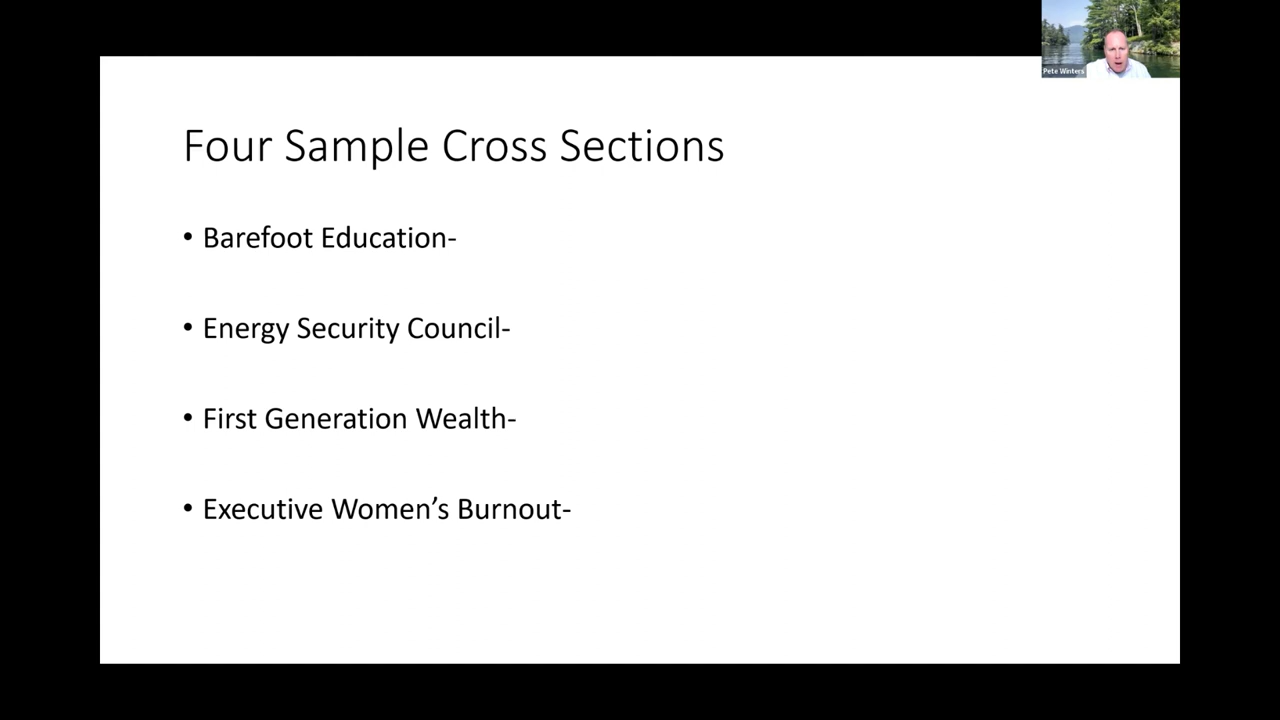 Pete Winters
Four Sample Cross Sections
• Barefoot Education-
• Energy Security Council-
• First Generation Wealth-
• Executive Women’s Burnout-